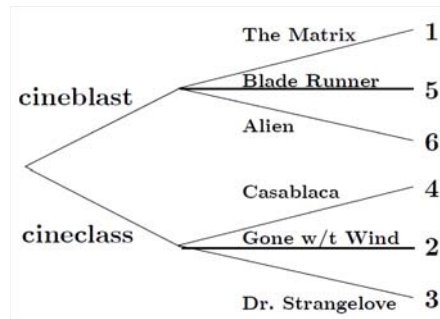 The Matrix 1
cineblast
Blade Runner 5
Alien 6
Casablaca 4
cineclass
Gone w/t Wind 2
Dr. Strangelove 3